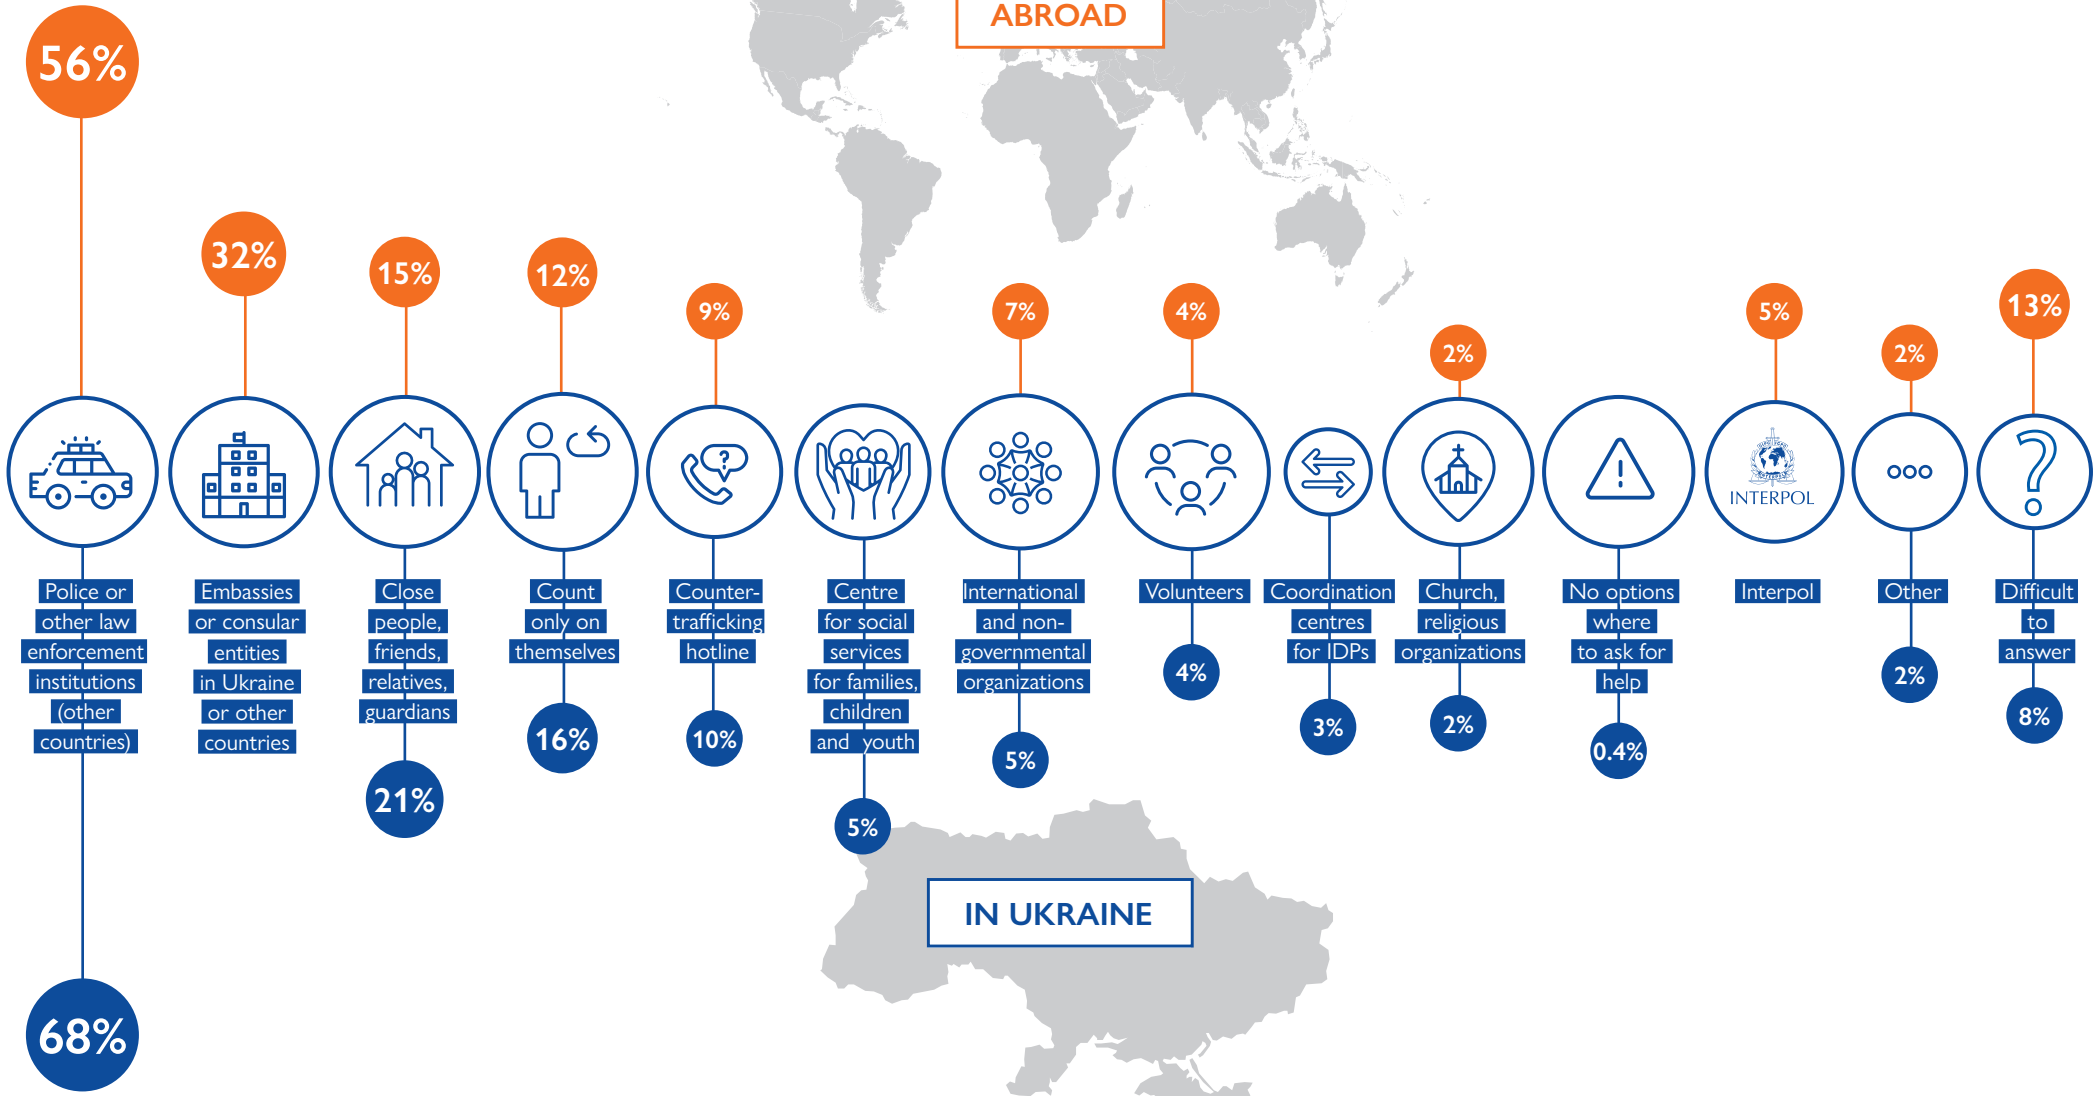 ABROAD
56%
32%
15%
12%
9%
7%
4%
2%
5%
2%
13%
?
INTERPOL
?
Police or
other law
enforcement
institutions
(other
countries)
Embassies
or consular
entities
in Ukraine
or other
countries
Close
people,
friends,
relatives,
guardians
Count
only on
themselves
Counter-
trafficking
hotline
Centre
for social
services
for families,
children
and youth
International
and non-
governmental
organizations
Volunteers
Coordination
centres
for IDPs
Church,
religious
organizations
No options
where
to ask for
help
Interpol
Other
Difficult
to
answer
68%
21%
16%
10%
5%
5%
4%
3%
2%
0.4%
2%
8%
IN UKRAINE